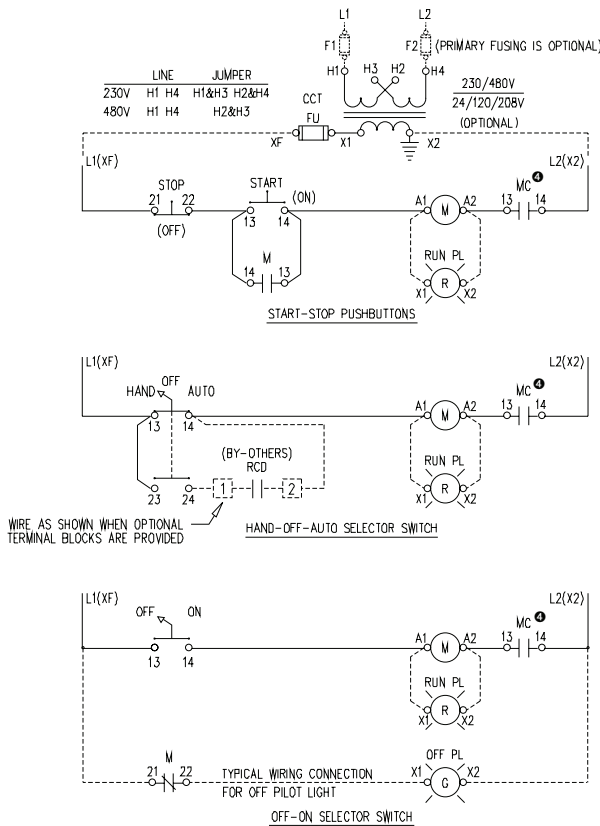 L1 L2
F1 F2 (PRIMARY FUSING IS OPTIONAL)
H1 H3 H2 H4
LINE JUMPER
230V H1 H4 H1&H3 H2&H4
480V H1 H4 H2&H3
230/480V
24/120/208V
(OPTIONAL)
CCT
FU
XF X1 X2
L1(XF) L2(X2)
STOP START MC ❹
21 22 (ON) A1 M A2 13 14
(OFF) 13 14
M RUN PL
14 13 X1 R X2
START-STOP PUSHBUTTONS
L1(XF) L2(X2)
HAND OFF AUTO MC ❹
13 14 A1 M A2 13 14
(BY-OTHERS)
RCD RUN PL
23 24 1 2 X1 R X2
WIRE AS SHOWN WHEN OPTIONAL
TERMINAL BLOCKS ARE PROVIDED
HAND-OFF-AUTO SELECTOR SWITCH
L1(XF) L2(X2)
OFF ON MC ❹
13 14 A1 M A2 13 14
RUN PL
X1 R X2
M OFF PL
21 22 TYPICAL WIRING CONNECTION X1 G X2
FOR OFF PILOT LIGHT
OFF-ON SELECTOR SWITCH